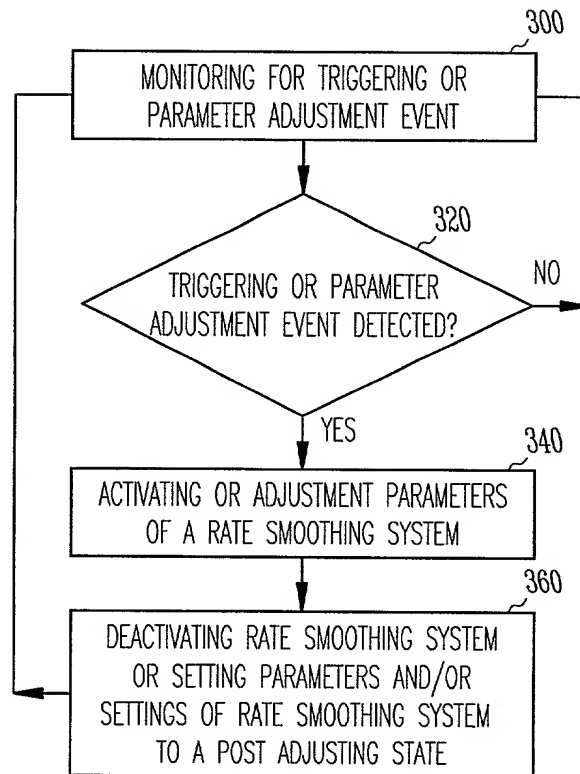 300
MONITORING FOR TRIGGERING OR
PARAMETER ADJUSTMENT EVENT
320
TRIGGERING OR PARAMETER
ADJUSTMENT EVENT DETECTED?
NO
YES
340
ACTIVATING OR ADJUSTMENT PARAMETERS
OF A RATE SMOOTHING SYSTEM
360
DEACTIVATING RATE SMOOTHING SYSTEM
OR SETTING PARAMETERS AND/OR
SETTINGS OF RATE SMOOTHING SYSTEM
TO A POST ADJUSTING STATE